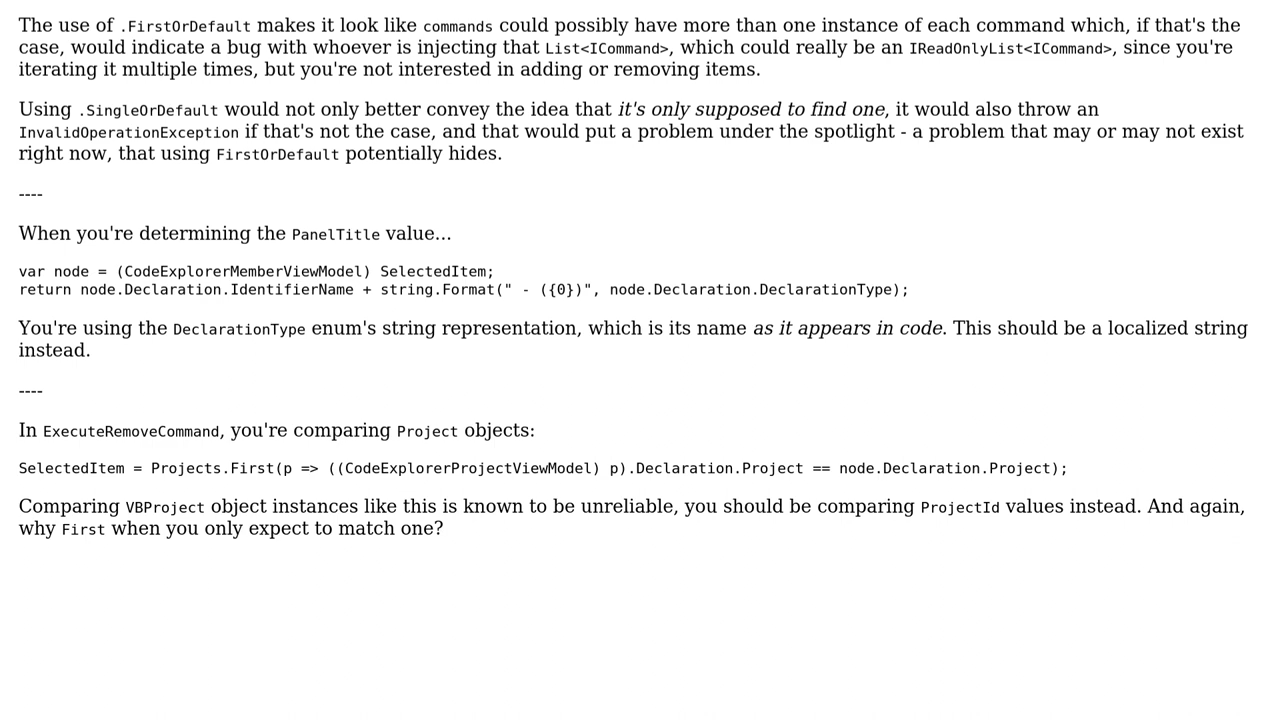 The use of .FirstOrDefault makes it look like commands could possibly have more than one instance of each command which, if that's the
case, would indicate a bug with whoever is injecting that List<ICommand>, which could really be an IReadOnlyList<ICommand>, since you're
iterating it multiple times, but you're not interested in adding or removing items.
Using .SingleOrDefault would not only better convey the idea that it's only supposed to find one, it would also throw an
InvalidOperationException if that's not the case, and that would put a problem under the spotlight - a problem that may or may not exist
right now, that using FirstOrDefault potentially hides.
----
When you're determining the PanelTitle value...
var node = (CodeExplorerMemberViewModel) SelectedItem;
return node.Declaration.IdentifierName + string.Format(" - ({0})", node.Declaration.DeclarationType);
You're using the DeclarationType enum's string representation, which is its name as it appears in code. This should be a localized string
instead.
----
In ExecuteRemoveCommand, you're comparing Project objects:
SelectedItem = Projects.First(p => ((CodeExplorerProjectViewModel) p).Declaration.Project == node.Declaration.Project);
Comparing VBProject object instances like this is known to be unreliable, you should be comparing ProjectId values instead. And again,
why First when you only expect to match one?